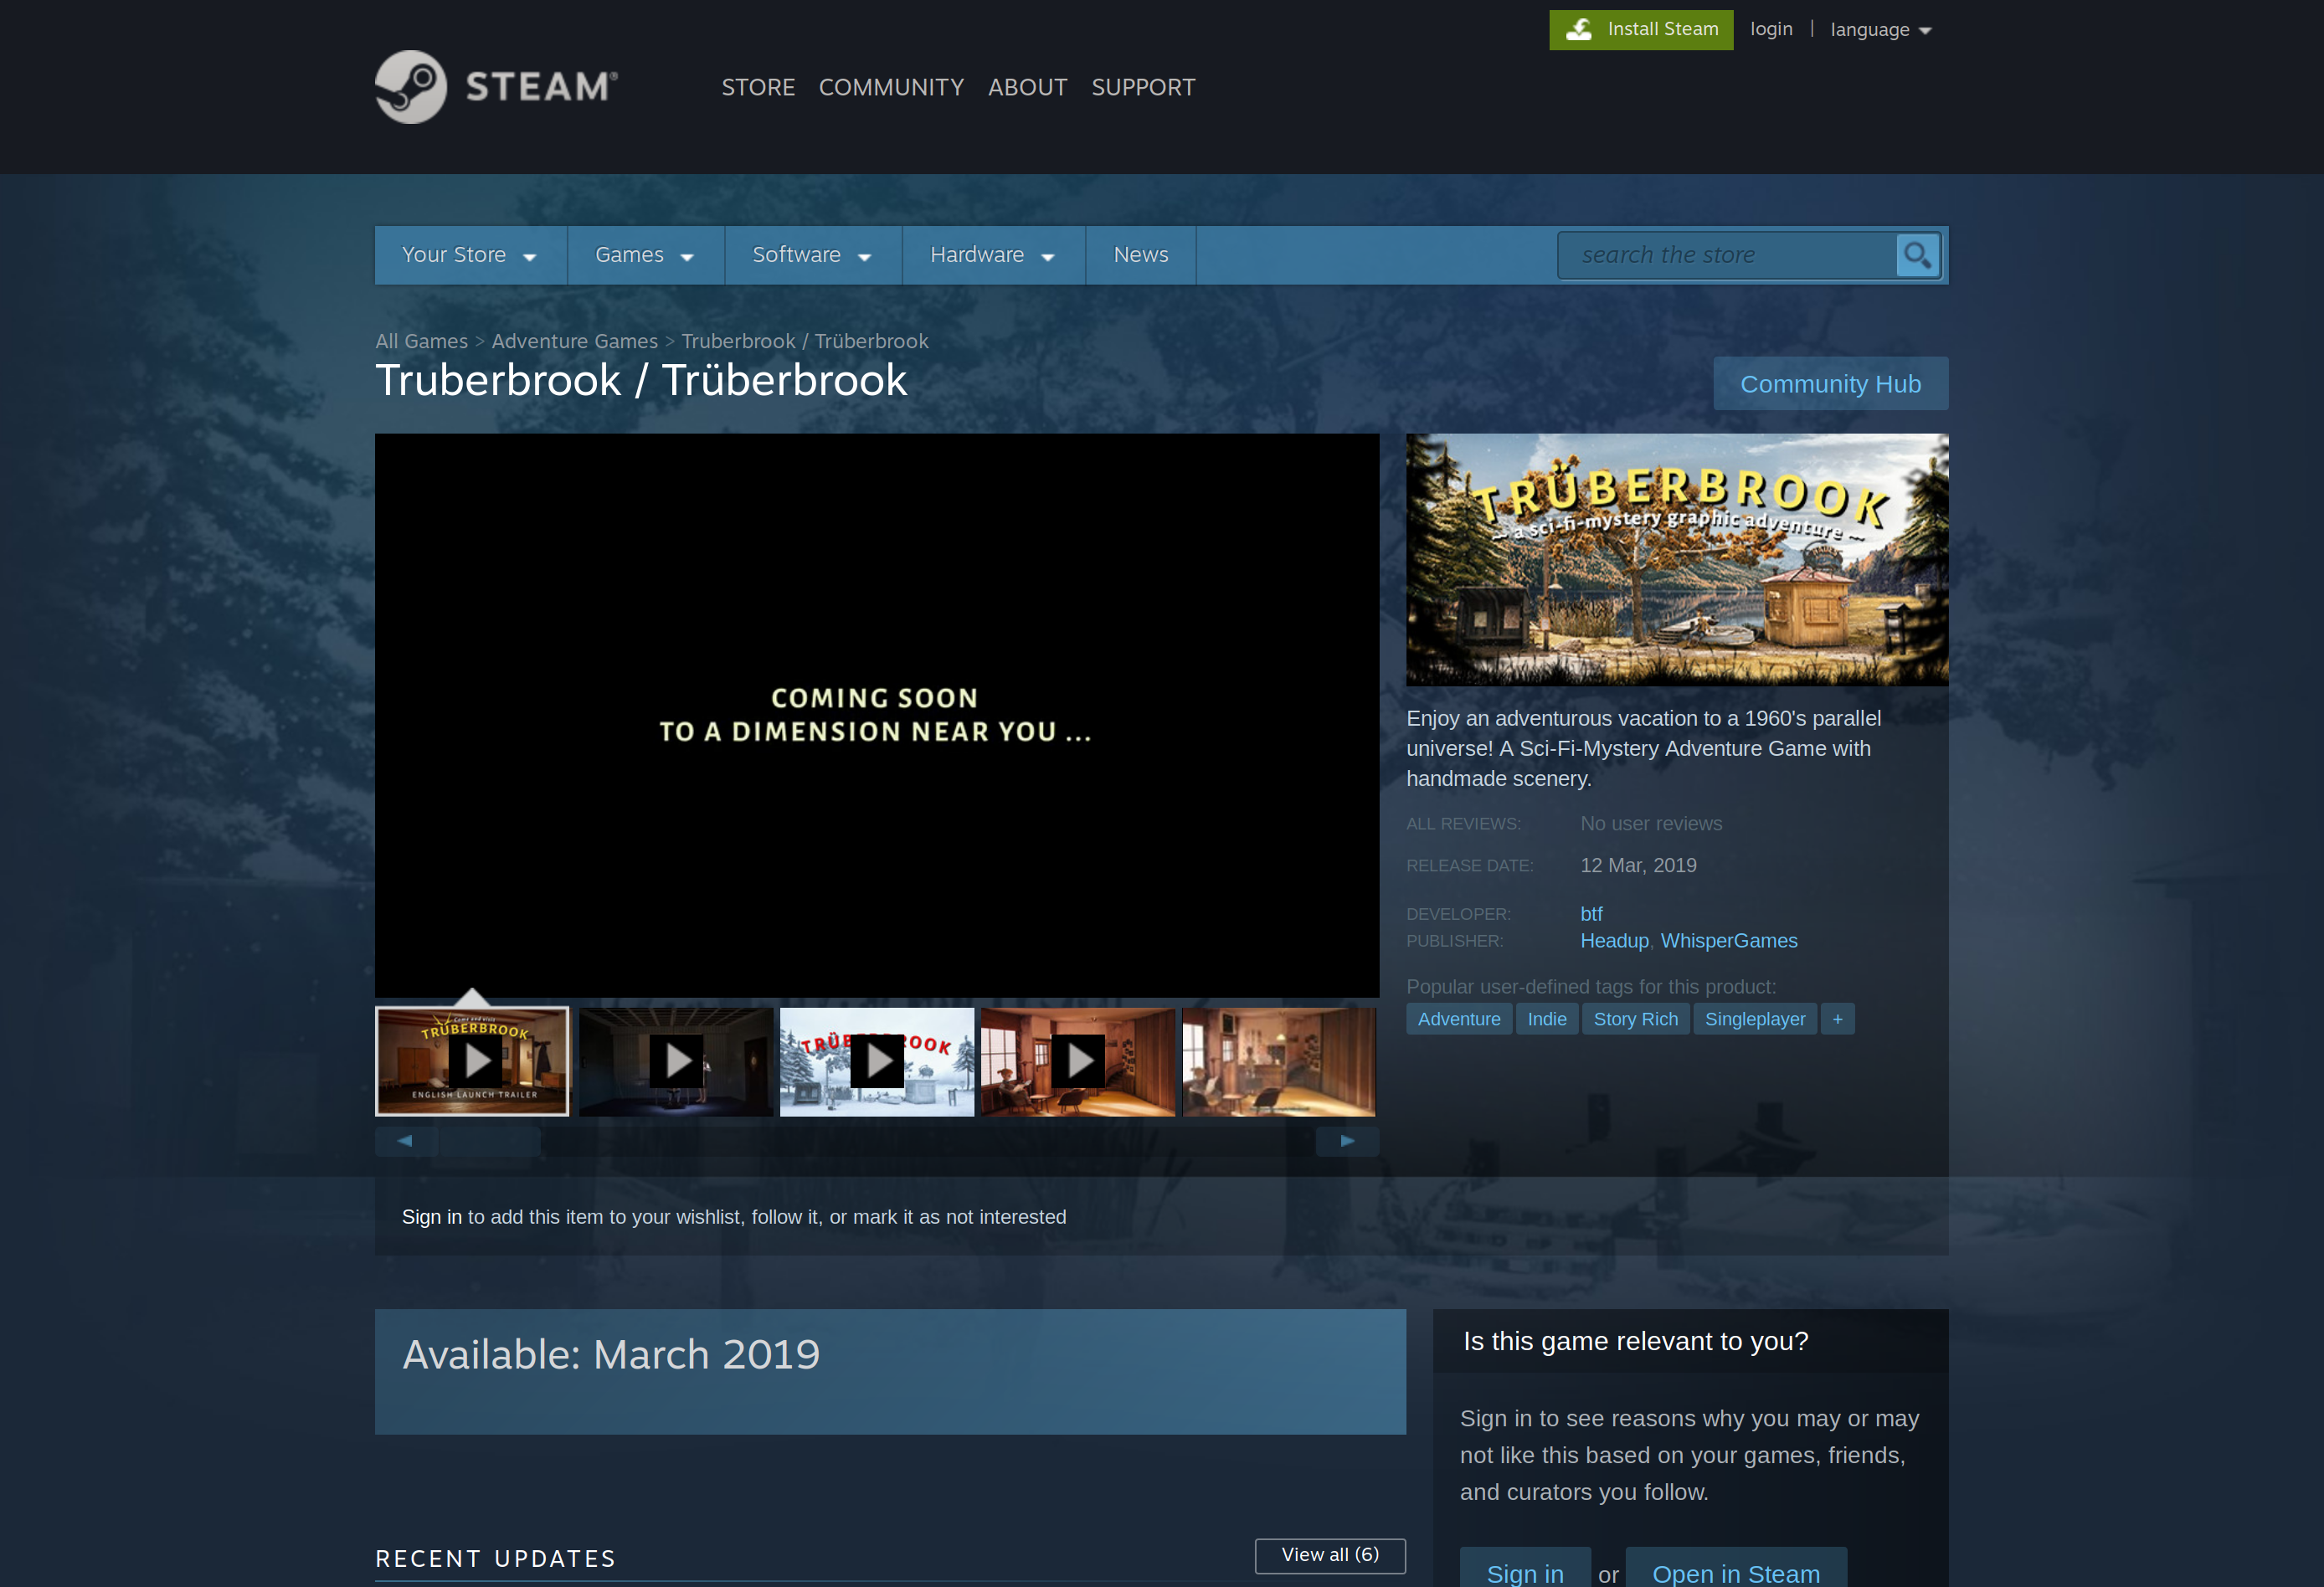 Install Steam login | language
STEAM®
STORE COMMUNITY ABOUT SUPPORT
Your Store Games Software Hardware News search the store
All Games > Adventure Games > Truberbrook / Trüberbrook
Truberbrook / Trüberbrook
Community Hub
COMING SOON
TO A DIMENSION NEAR YOU ...
TRÜBERBROOK
a sci-fi-mystery graphic adventure
Enjoy an adventurous vacation to a 1960's parallel
universe! A Sci-Fi-Mystery Adventure Game with
handmade scenery.
ALL REVIEWS: No user reviews
RELEASE DATE: 12 Mar, 2019
DEVELOPER: btf
PUBLISHER: Headup, WhisperGames
Popular user-defined tags for this product:
Adventure Indie Story Rich Singleplayer +
Come and visit
TRÜBERBROOK
ENGLISH LAUNCH TRAILER
Sign in to add this item to your wishlist, follow it, or mark it as not interested
Available: March 2019
Is this game relevant to you?
Sign in to see reasons why you may or may
not like this based on your games, friends,
and curators you follow.
Sign in or Open in Steam
RECENT UPDATES
View all (6)